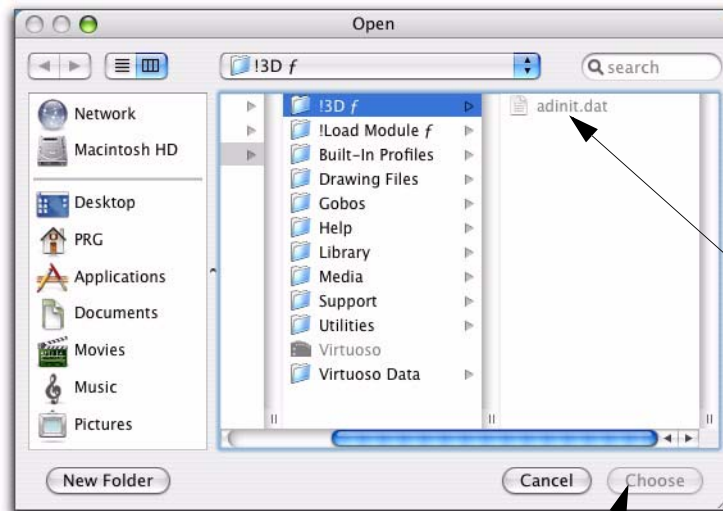 Open
!3D ƒ
search
Network
Macintosh HD
Desktop
PRG
Applications
Documents
Movies
Music
Pictures
!3D ƒ
!Load Module ƒ
Built-In Profiles
Drawing Files
Gobos
Help
Library
Media
Support
Utilities
Virtuoso
Virtuoso Data
adinit.dat
New Folder
Cancel
Choose